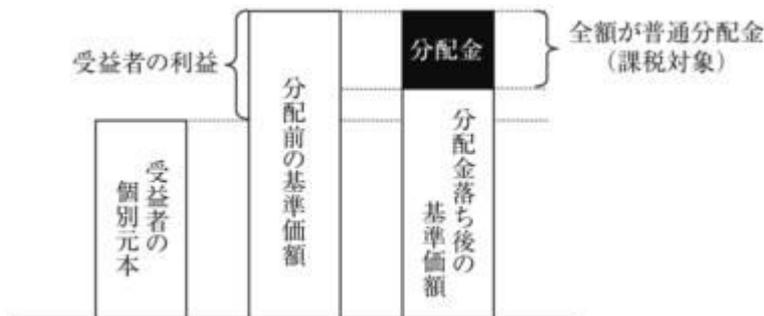 受益者の利益
受益者の
個別元本
分配前の基準価額
分配金
分配金落ち後の
基準価額
全額が普通分配金
（課税対象）